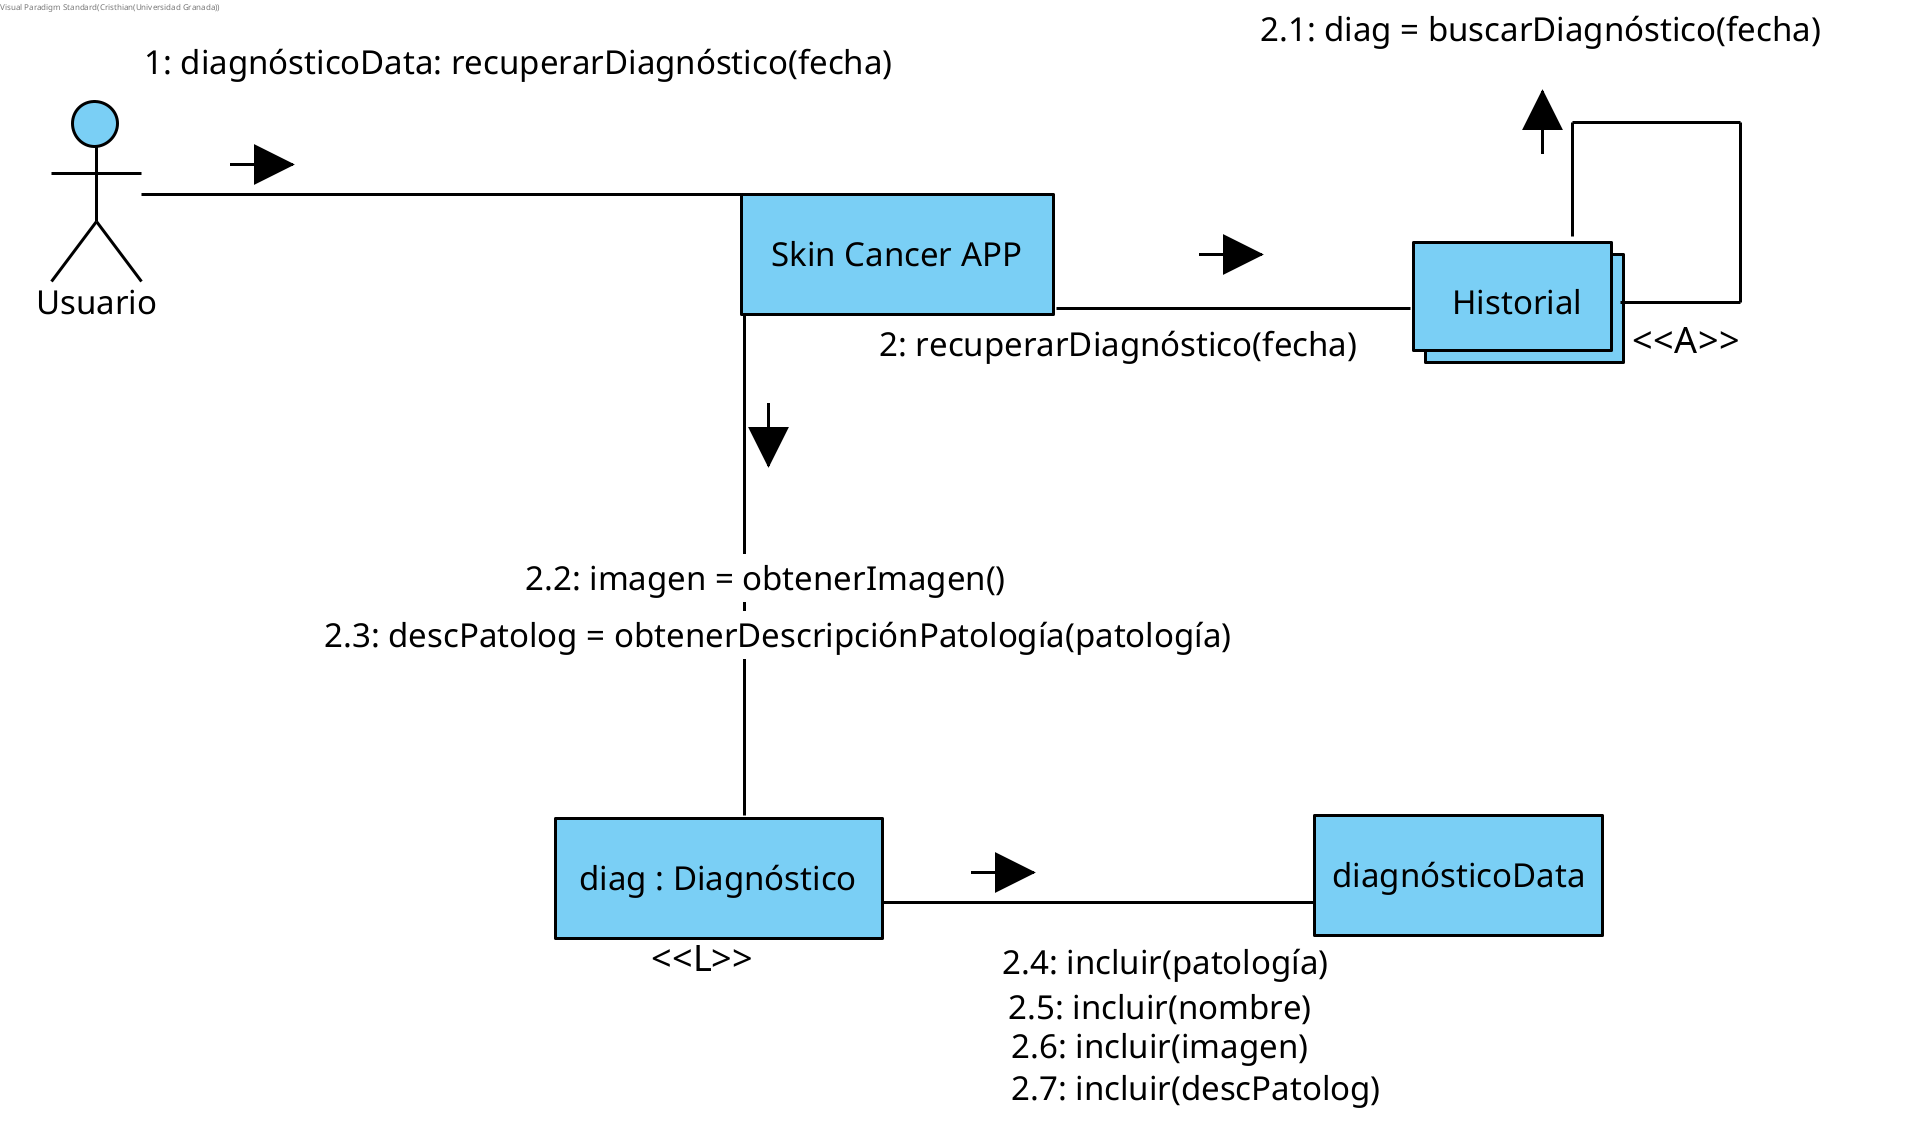 Visual Paradigm Standard(Cristhian(Universidad Granada))
2.1: diag = buscarDiagnóstico(fecha)
1: diagnósticoData: recuperarDiagnóstico(fecha)
Skin Cancer APP
Usuario
Historial
2: recuperarDiagnóstico(fecha)
<<A>>
2.2: imagen = obtenerImagen()
2.3: descPatolog = obtenerDescripciónPatología(patología)
diag : Diagnóstico
diagnósticoData
<<L>>
2.4: incluir(patología)
2.5: incluir(nombre)
2.6: incluir(imagen)
2.7: incluir(descPatolog)